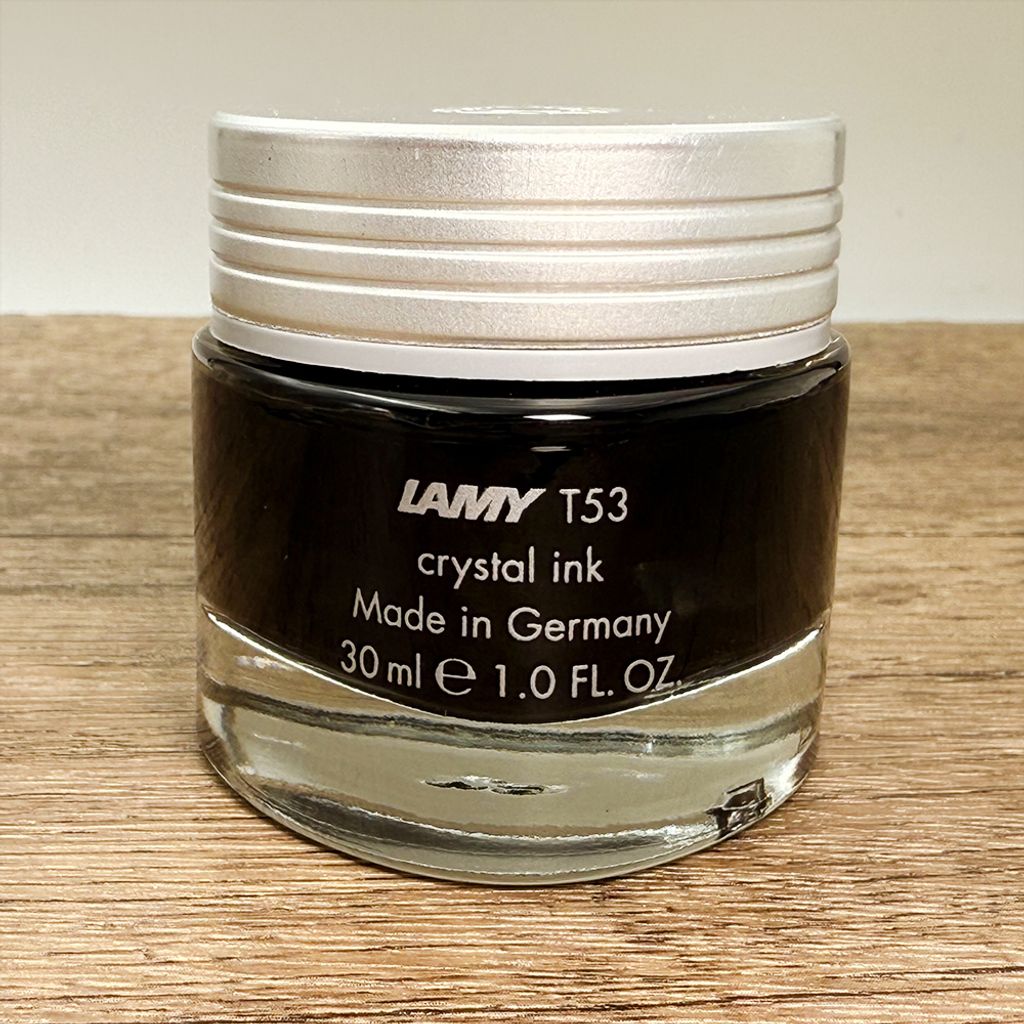 LAMY T53
crystal ink
Made in Germany
30 ml ℮ 1.0 FL. OZ.